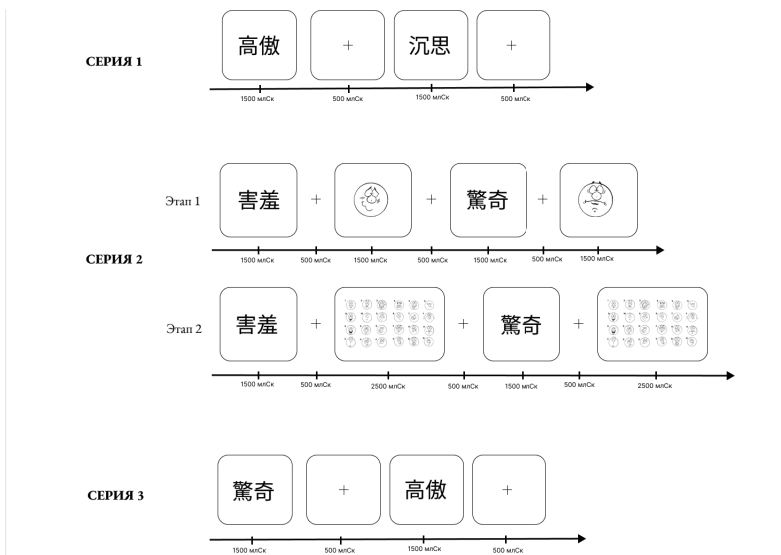 高傲 + 沉思 +
СЕРИЯ 1
1500 млСк 500 млСк 1500 млСк 500 млСк
Этап 1 害羞 + + 驚奇 +
1500 млСк 500 млСк 1500 млСк 500 млСк 1500 млСк 500 млСк 1500 млСк
СЕРИЯ 2
Этап 2 害羞 + + 驚奇 +
1500 млСк 500 млСк 2500 млСк 500 млСк 1500 млСк 500 млСк 2500 млСк
СЕРИЯ 3 驚奇 + 高傲 +
1500 млСк 500 млСк 1500 млСк 500 млСк